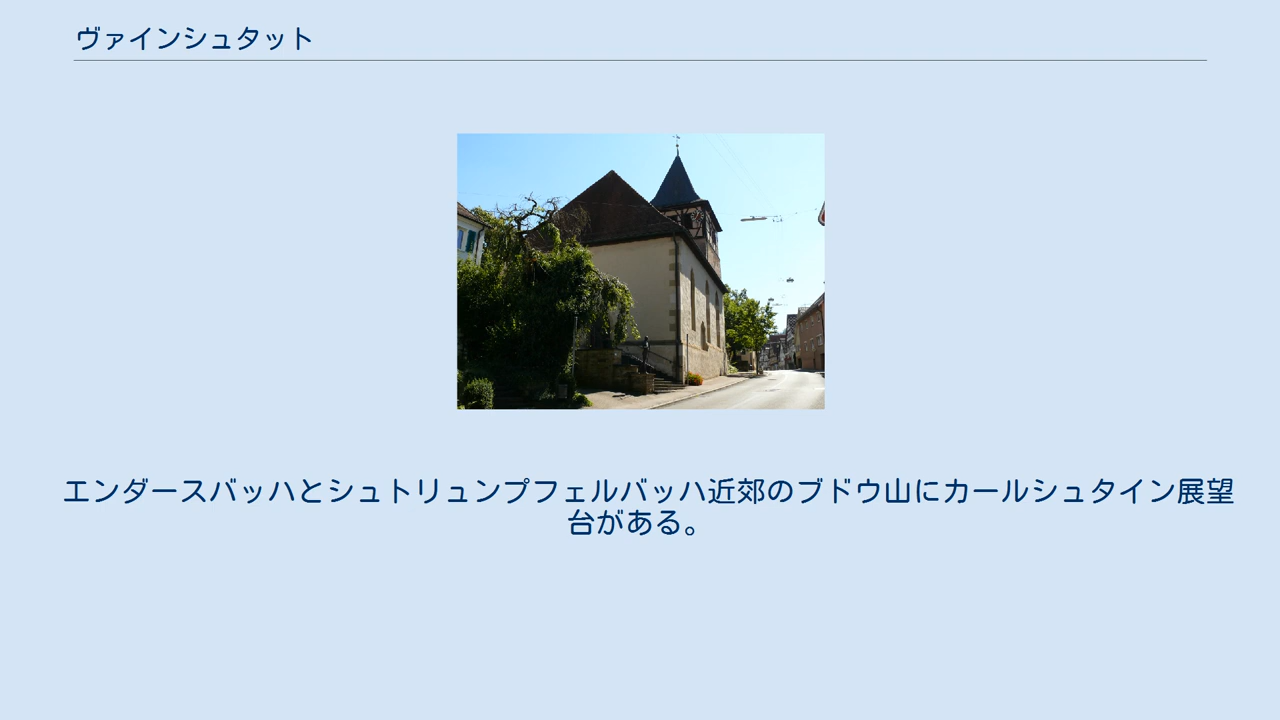 ヴァインシュタット
エンダースバッハとシュトリュンプフェルバッハ近郊のブドウ山にカールシュタイン展望
台がある。